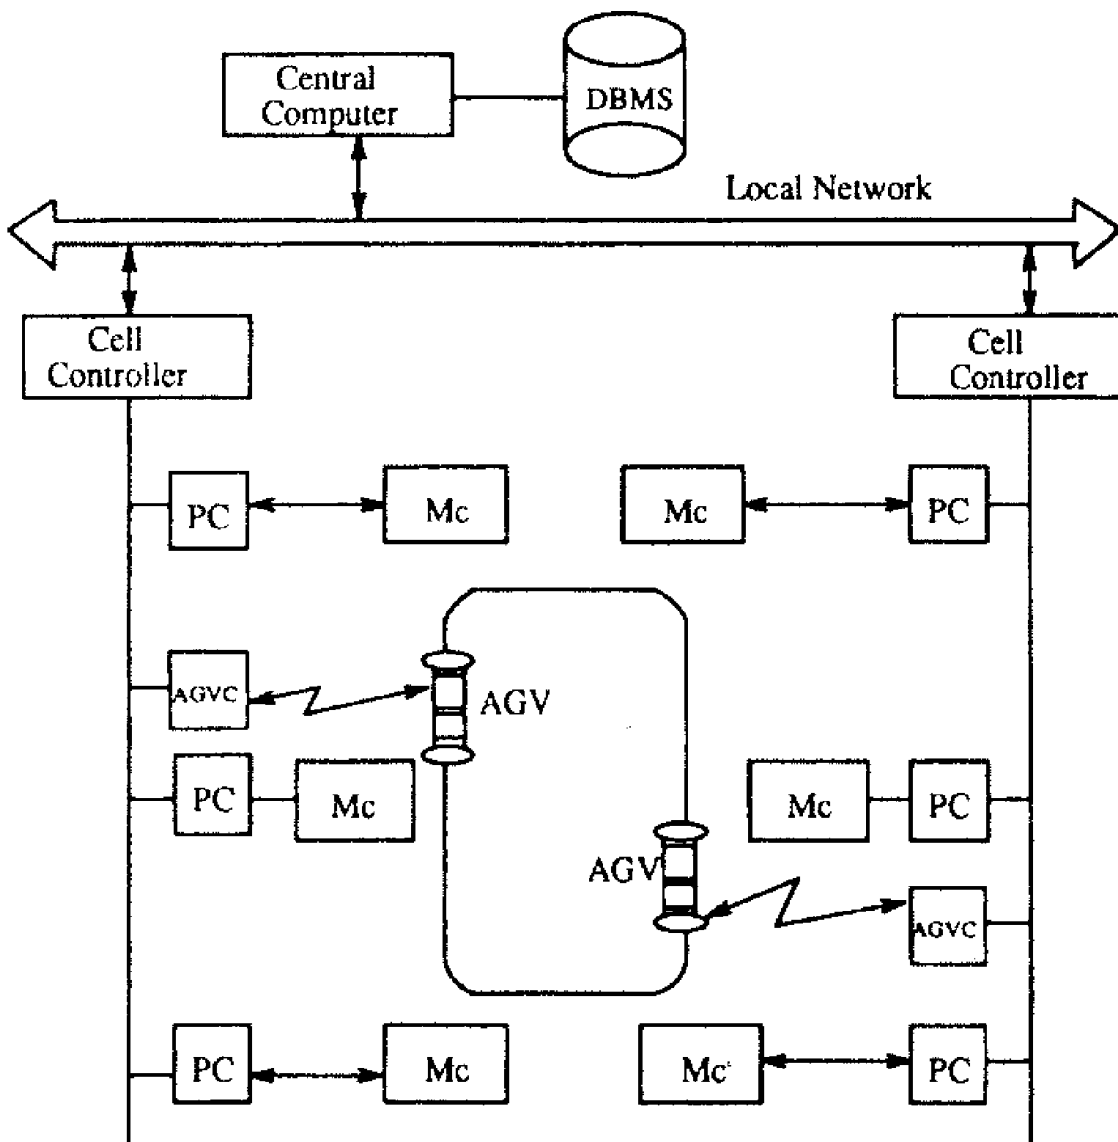 Central
Computer
DBMS
Local Network
Cell
Controller
Cell
Controller
PC
Mc
Mc
PC
AGVC
AGV
PC
Mc
Mc
PC
AGV
AGVC
PC
Mc
Mc
PC